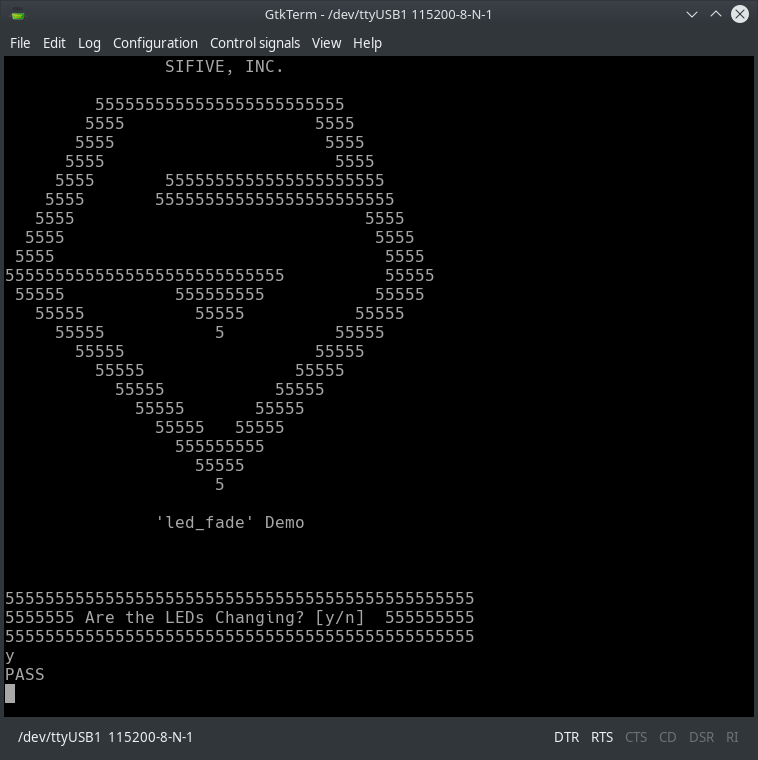 GtkTerm - /dev/ttyUSB1 115200-8-N-1
File Edit Log Configuration Control signals View Help
                SIFIVE, INC.

         5555555555555555555555555
        5555                   5555
       5555                     5555
      5555                       5555
     5555       5555555555555555555555
    5555       555555555555555555555555
   5555                             5555
  5555                               5555
 5555                                 5555
5555555555555555555555555555          55555
 55555           555555555           55555
   55555           55555           55555
     55555           5           55555
       55555                   55555
         55555               55555
           55555           55555
             55555       55555
               55555   55555
                 555555555
                   55555
                     5

               'led_fade' Demo

55555555555555555555555555555555555555555555555
5555555 Are the LEDs Changing? [y/n]  555555555
55555555555555555555555555555555555555555555555
y
PASS
/dev/ttyUSB1 115200-8-N-1 DTR RTS CTS CD DSR RI